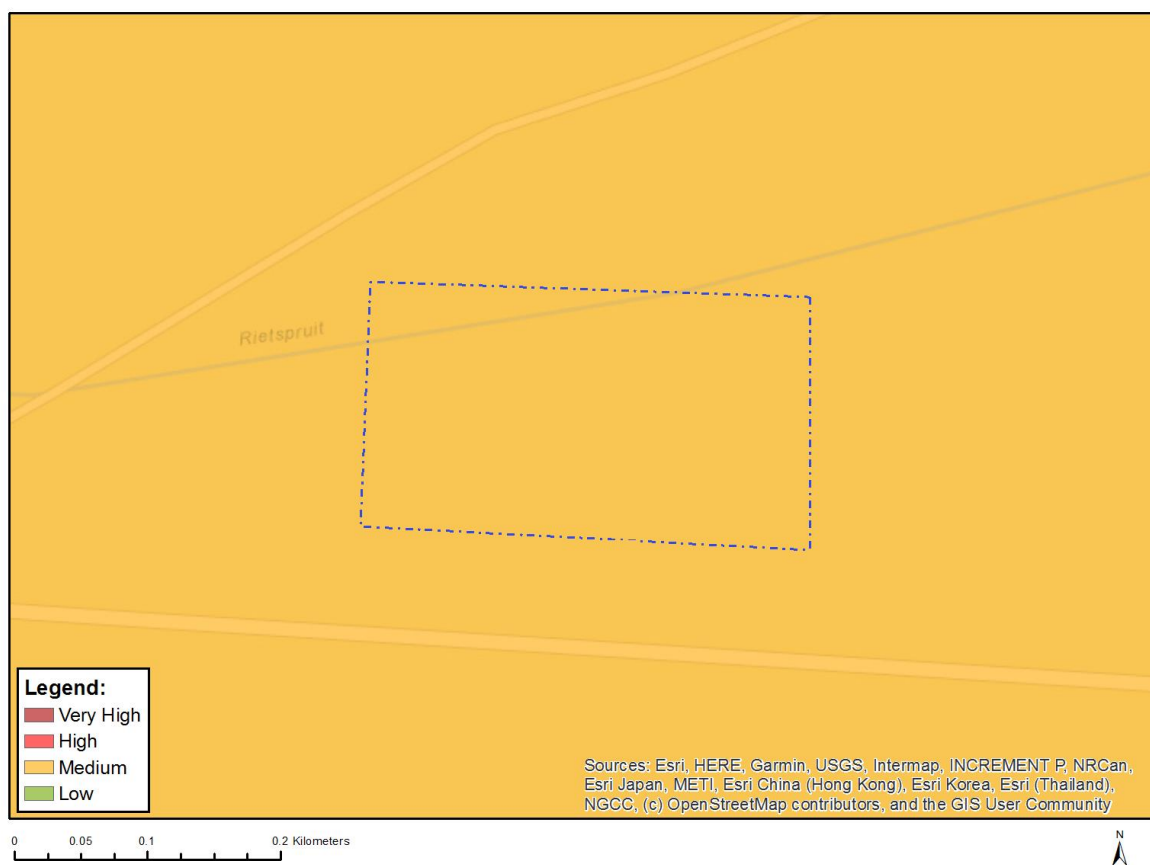 Rietspruit
Legend:
Very High
High
Medium
Low
Sources: Esri, HERE, Garmin, USGS, Intermap, INCREMENT P, NRCan,
Esri Japan, METI, Esri China (Hong Kong), Esri Korea, Esri (Thailand),
NGCC, (c) OpenStreetMap contributors, and the GIS User Community
0 0.05 0.1 0.2 Kilometers
N